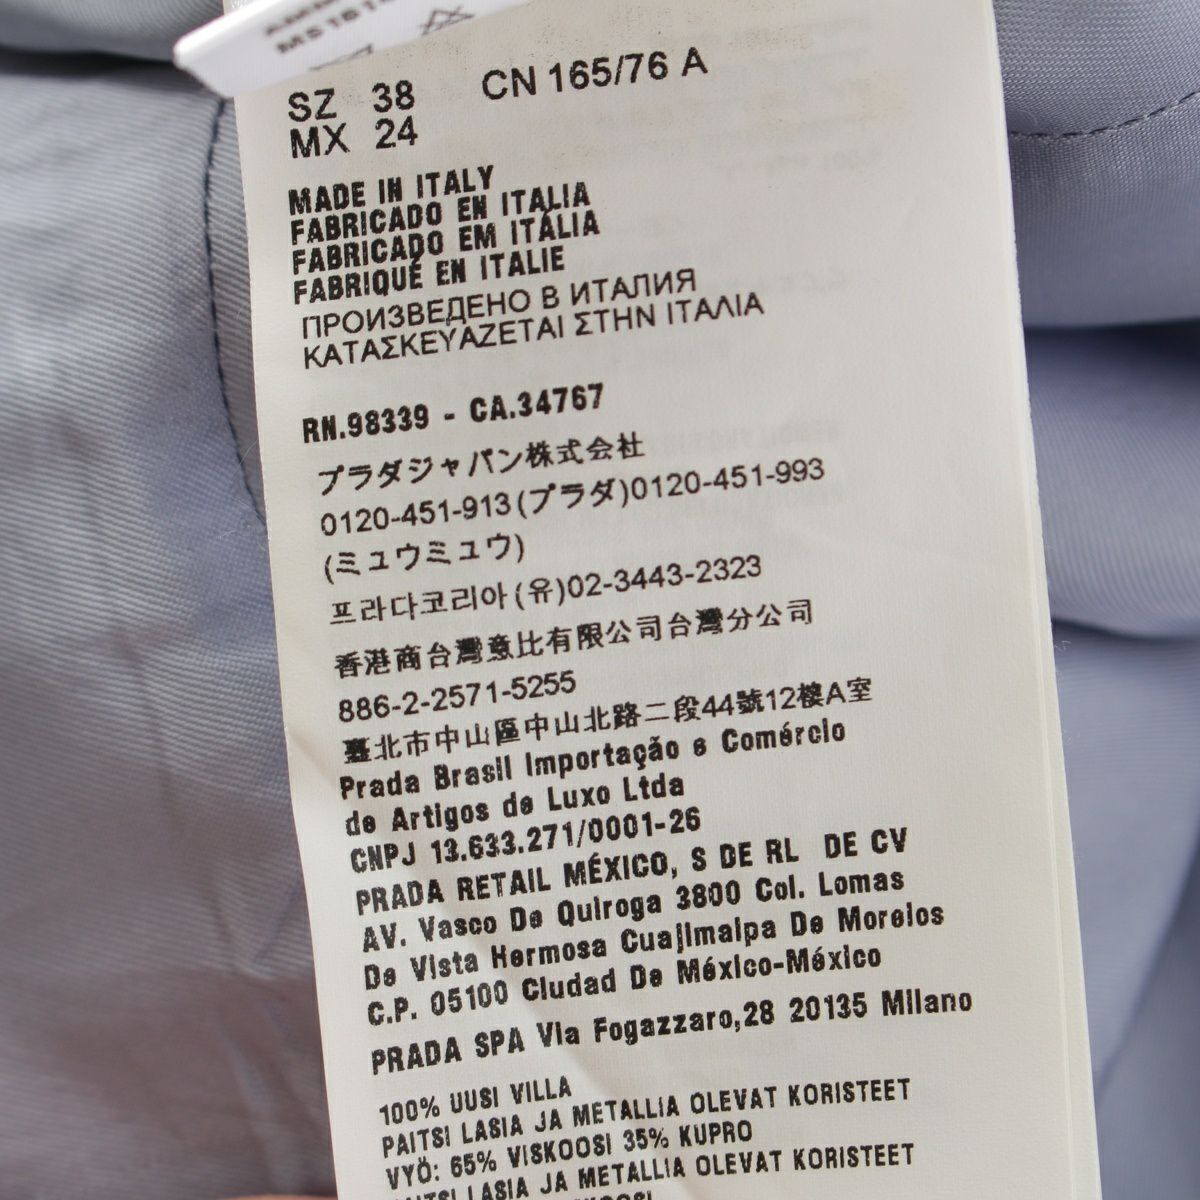 MS161
SZ 38 CN 165/76 A
MX 24
MADE IN ITALY
FABRICADO EN ITALIA
FABRICADO EM ITÁLIA
FABRIQUÉ EN ITALIE
ПРОИЗВЕДЕНО В ИТАЛИЯ
ΚΑΤΑΣΚΕΥΑΖΕΤΑΙ ΣΤΗΝ ΙΤΑΛΙΑ
RN.98339 - CA.34767
プラダジャパン株式会社
0120-451-913(プラダ)0120-451-993
(ミュウミュウ)
프라다코리아(유)02-3443-2323
香港商台灣意比有限公司台灣分公司
886-2-2571-5255
臺北市中山區中山北路二段44號12樓A室
Prada Brasil Importação e Comércio
de Artigos de Luxo Ltda
CNPJ 13.633.271/0001-26
PRADA RETAIL MÉXICO, S DE RL DE CV
AV. Vasco De Quiroga 3800 Col. Lomas
De Vista Hermosa Cuajimalpa De Morelos
C.P. 05100 Ciudad De México-México
PRADA SPA Via Fogazzaro,28 20135 Milano
100% UUSI VILLA
PAITSI LASIA JA METALLIA OLEVAT KORISTEET
VYÖ: 65% VISKOOSI 35% KUPRO
PAITSI LASIA JA METALLIA OLEVAT KORISTEET